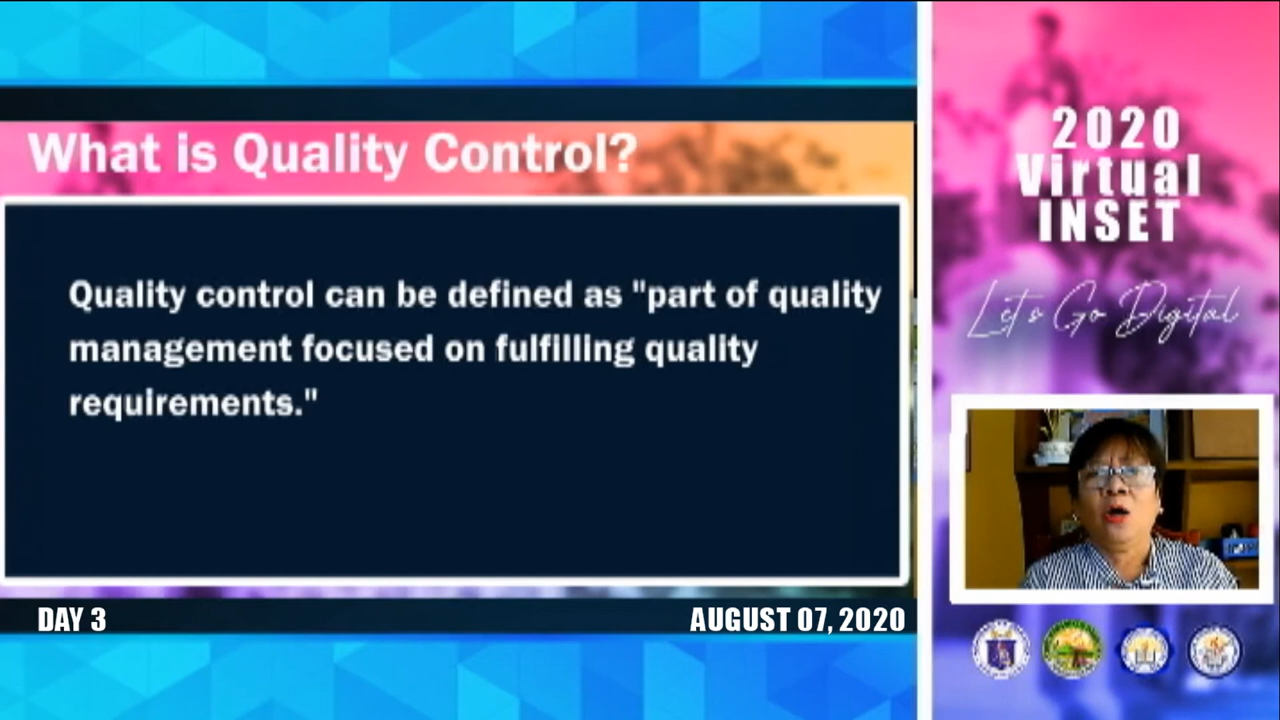 What is Quality Control?
Quality control can be defined as "part of quality
management focused on fulfilling quality
requirements."
DAY 3
AUGUST 07, 2020
2020
Virtual
INSET
Let's Go Digital